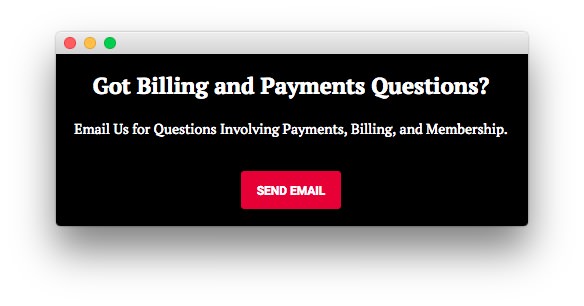 Got Billing and Payments Questions?
Email Us for Questions Involving Payments, Billing, and Membership.
SEND EMAIL